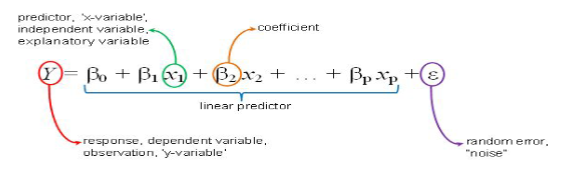 predictor, 'x-variable',
independent variable,
explanatory variable
coefficient
Y = β₀ + β₁ x₁ + β₂ x₂ + ... + βₚ xₚ + ε
linear predictor
response, dependent variable,
observation, 'y-variable'
random error,
"noise"